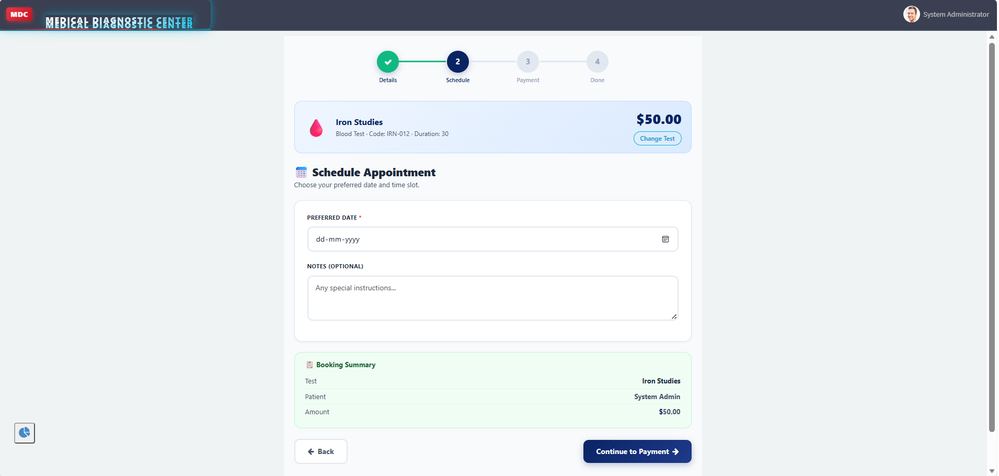 MDC
MEDICAL DIAGNOSTIC CENTER
MEDICAL DIAGNOSTIC CENTER
System Administrator
2
3
4
Details
Schedule
Payment
Done
Iron Studies
Blood Test · Code: IRN-012 · Duration: 30
$50.00
Change Test
Schedule Appointment
Choose your preferred date and time slot.
PREFERRED DATE *
dd-mm-yyyy
NOTES (OPTIONAL)
Any special instructions...
Booking Summary
Test Iron Studies
Patient System Admin
Amount $50.00
← Back
Continue to Payment →